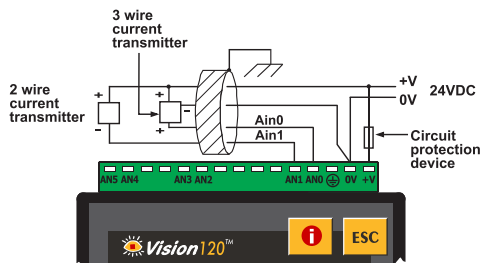 3 wire
current
transmitter
2 wire
current
transmitter
+
-
+
-
+
Ain0
Ain1
+V
0V
24VDC
Circuit
protection
device
AN5 AN4 AN3 AN2 AN1 AN0 0V +V
Vision120™
i
ESC